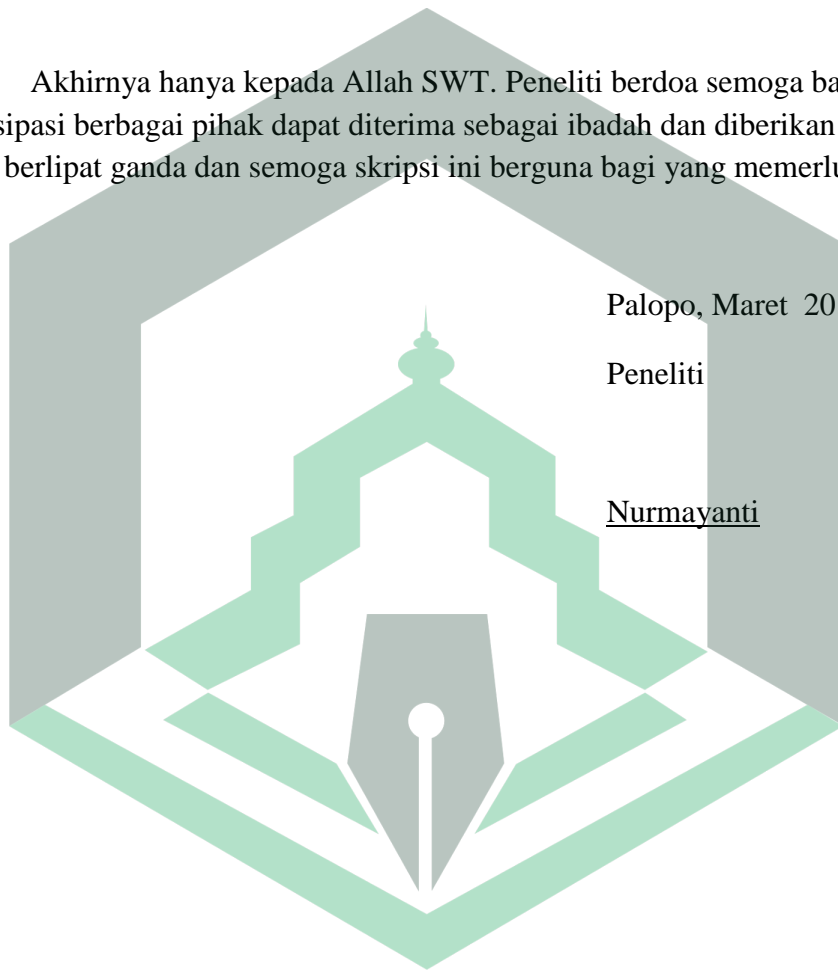 Akhirnya hanya kepada Allah SWT. Peneliti berdoa semoga ba
sipasi berbagai pihak dapat diterima sebagai ibadah dan diberikan
berlipat ganda dan semoga skripsi ini berguna bagi yang memerlu
Palopo, Maret 20
Peneliti
Nurmayanti